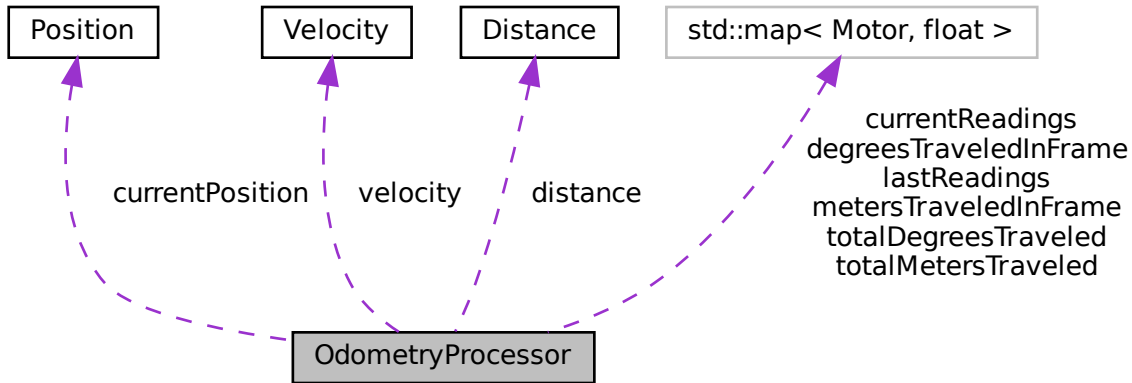 Position
Velocity
Distance
std::map< Motor, float >
currentReadings
degreesTraveledInFrame
lastReadings
metersTraveledInFrame
totalDegreesTraveled
totalMetersTraveled
currentPosition
velocity
distance
OdometryProcessor